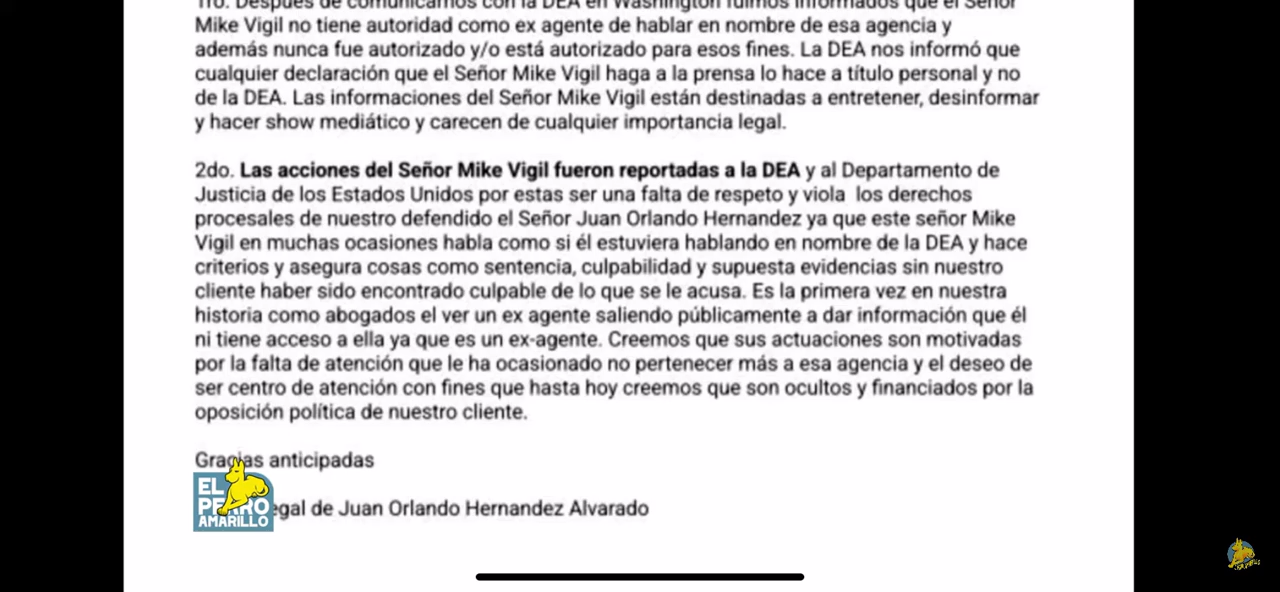 1ro. Después de comunicarnos con la DEA en Washington fuimos informados que el Señor
Mike Vigil no tiene autoridad como ex agente de hablar en nombre de esa agencia y
además nunca fue autorizado y/o está autorizado para esos fines. La DEA nos informó que
cualquier declaración que el Señor Mike Vigil haga a la prensa lo hace a título personal y no
de la DEA. Las informaciones del Señor Mike Vigil están destinadas a entretener, desinformar
y hacer show mediático y carecen de cualquier importancia legal.
2do. Las acciones del Señor Mike Vigil fueron reportadas a la DEA y al Departamento de
Justicia de los Estados Unidos por estas ser una falta de respeto y viola los derechos
procesales de nuestro defendido el Señor Juan Orlando Hernandez ya que este señor Mike
Vigil en muchas ocasiones habla como si él estuviera hablando en nombre de la DEA y hace
criterios y asegura cosas como sentencia, culpabilidad y supuesta evidencias sin nuestro
cliente haber sido encontrado culpable de lo que se le acusa. Es la primera vez en nuestra
historia como abogados el ver un ex agente saliendo públicamente a dar información que él
ni tiene acceso a ella ya que es un ex-agente. Creemos que sus actuaciones son motivadas
por la falta de atención que le ha ocasionado no pertenecer más a esa agencia y el deseo de
ser centro de atención con fines que hasta hoy creemos que son ocultos y financiados por la
oposición política de nuestro cliente.
Gracias anticipadas
egal de Juan Orlando Hernandez Alvarado
EL
PERRO
AMARILLO